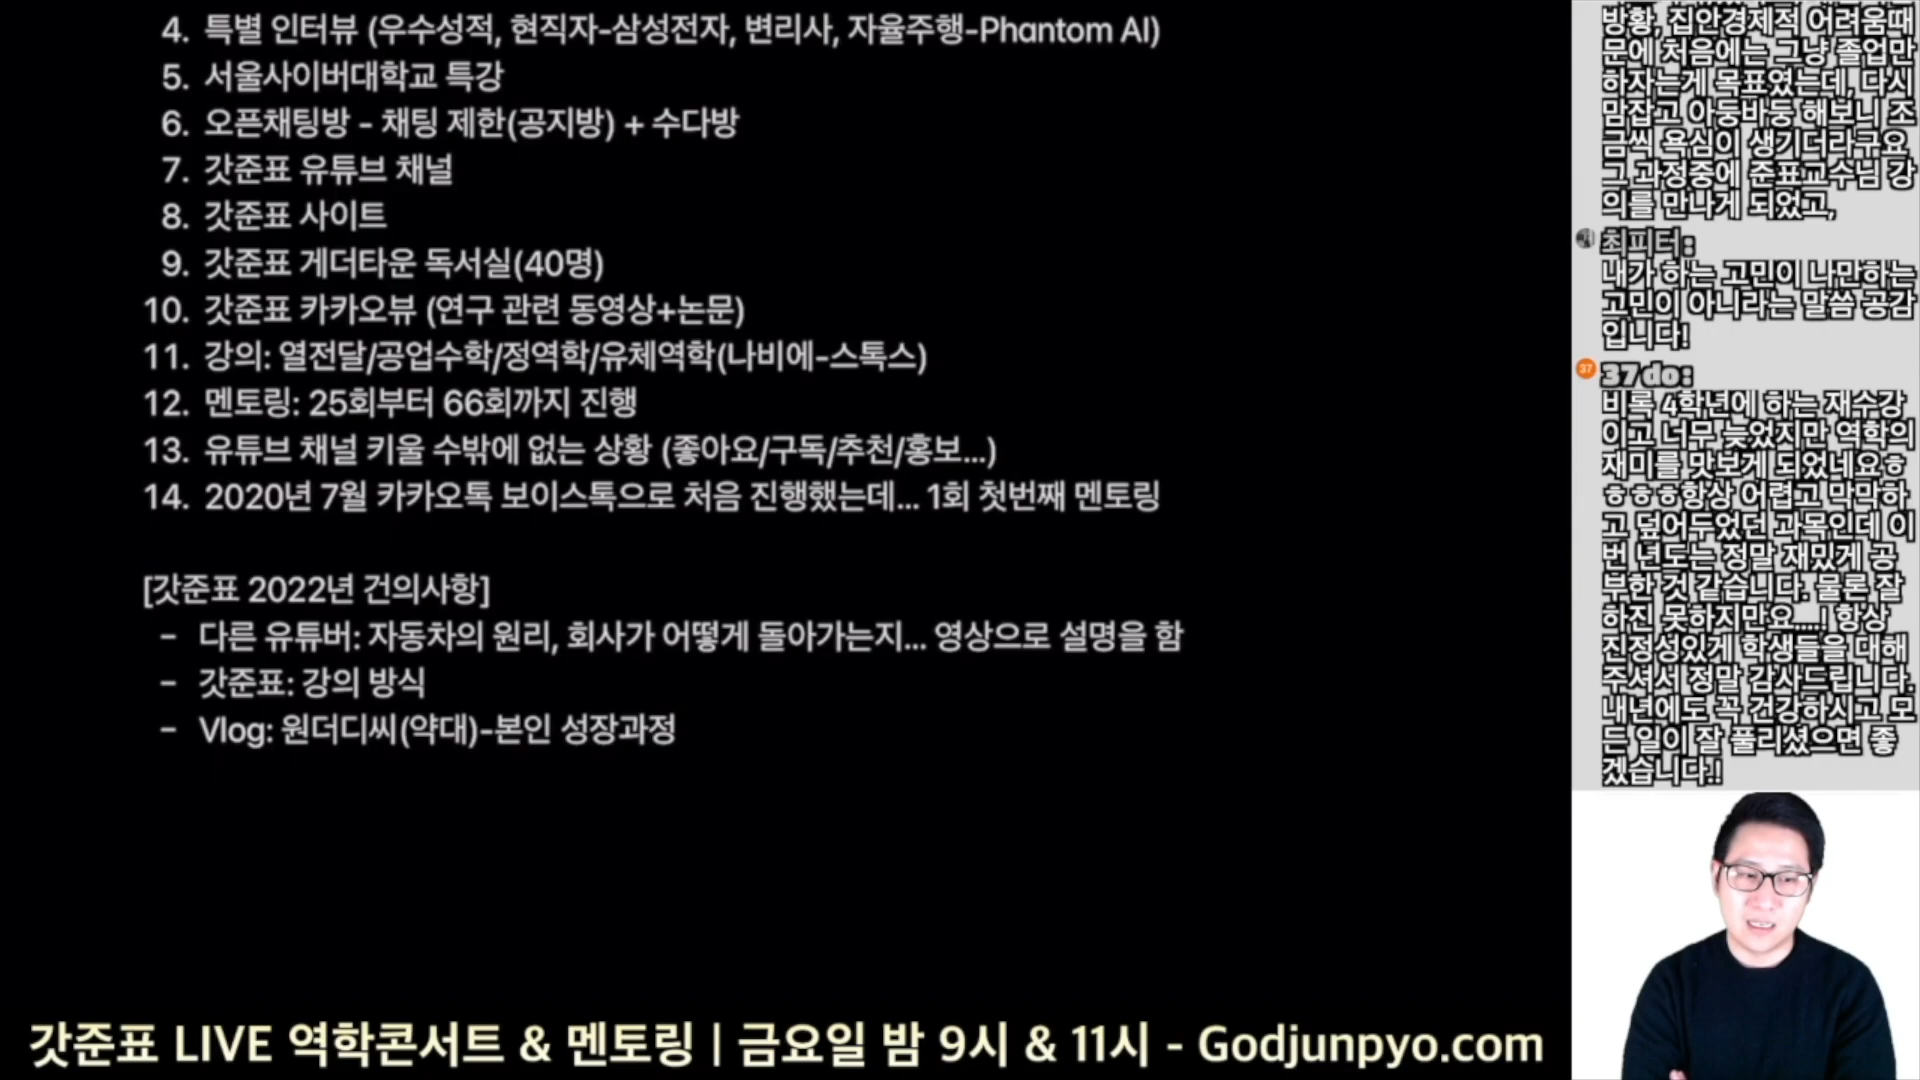 4. 특별 인터뷰 (우수성적, 현직자-삼성전자, 변리사, 자율주행-Phantom AI)
5. 서울사이버대학교 특강
6. 오픈채팅방 - 채팅 제한(공지방) + 수다방
7. 갓준표 유튜브 채널
8. 갓준표 사이트
9. 갓준표 게더타운 독서실(40명)
10. 갓준표 카카오뷰 (연구 관련 동영상+논문)
11. 강의: 열전달/공업수학/정역학/유체역학(나비에-스톡스)
12. 멘토링: 25회부터 66회까지 진행
13. 유튜브 채널 키울 수밖에 없는 상황 (좋아요/구독/추천/홍보...)
14. 2020년 7월 카카오톡 보이스톡으로 처음 진행했는데... 1회 첫번째 멘토링
[갓준표 2022년 건의사항]
- 다른 유튜버: 자동차의 원리, 회사가 어떻게 돌아가는지... 영상으로 설명을 함
- 갓준표: 강의 방식
- Vlog: 원더디씨(약대)-본인 성장과정
방황, 집안경제적 어려움때
문에 처음에는 그냥 졸업만
하자는게 목표였는데, 다시
맘잡고 아둥바둥 해보니 조
금씩 욕심이 생기더라구요
그 과정중에 준표교수님 강
의를 만나게 되었고,
최피터:
내가 하는 고민이 나만하는
고민이 아니라는 말씀 공감
입니다!
37
37 do:
비록 4학년에 하는 재수강
이고 너무 늦었지만 역학의
재미를 맛보게 되었네요ㅎ
ㅎㅎㅎ항상 어렵고 막막하
고 덮어두었던 과목인데 이
번 년도는 정말 재밌게 공
부한 것 같습니다. 물론 잘
하진 못하지만요....! 항상
진정성있게 학생들을 대해
주셔서 정말 감사드립니다.
내년에도 꼭 건강하시고 모
든 일이 잘 풀리셨으면 좋
겠습니다.!
갓준표 LIVE 역학콘서트 & 멘토링 | 금요일 밤 9시 & 11시 - Godjunpyo.com